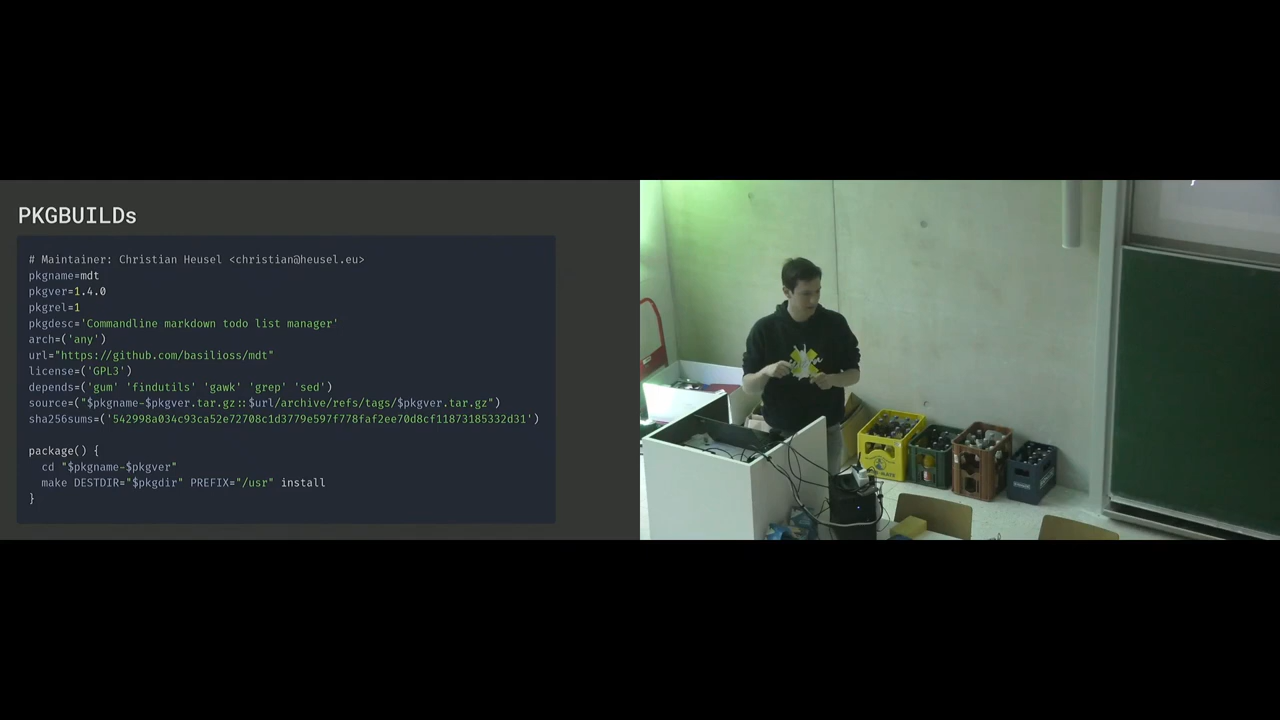 PKGBUILDs
# Maintainer: Christian Heusel <christian@heusel.eu>
pkgname=mdt
pkgver=1.4.0
pkgrel=1
pkgdesc='Commandline markdown todo list manager'
arch=('any')
url="https://github.com/basilioss/mdt"
license=('GPL3')
depends=('gum' 'findutils' 'gawk' 'grep' 'sed')
source=("$pkgname-$pkgver.tar.gz::$url/archive/refs/tags/$pkgver.tar.gz")
sha256sums=('542998a034c93ca52e72708c1d3779e597f778faf2ee70d8cf11873185332d31')
package() {
  cd "$pkgname-$pkgver"
  make DESTDIR="$pkgdir" PREFIX="/usr" install
}